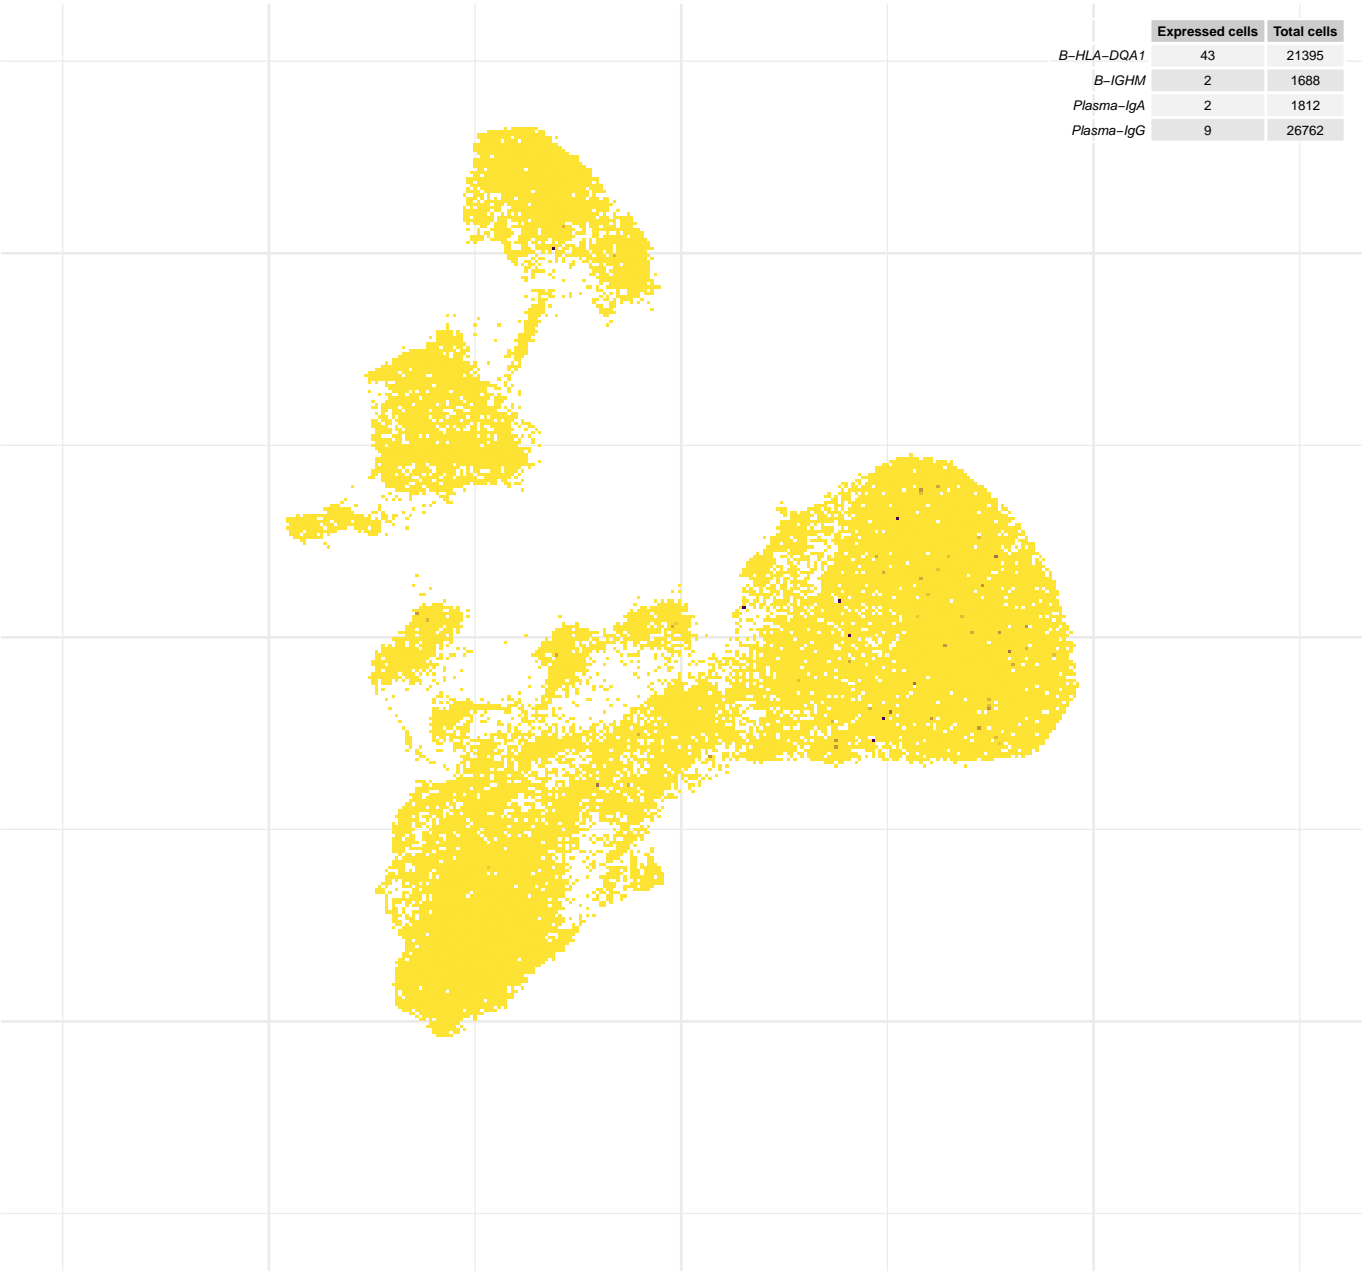 Expressed cells Total cells
B−HLA−DQA1 43 21395
B−IGHM 2 1688
Plasma−IgA 2 1812
Plasma−IgG 9 26762